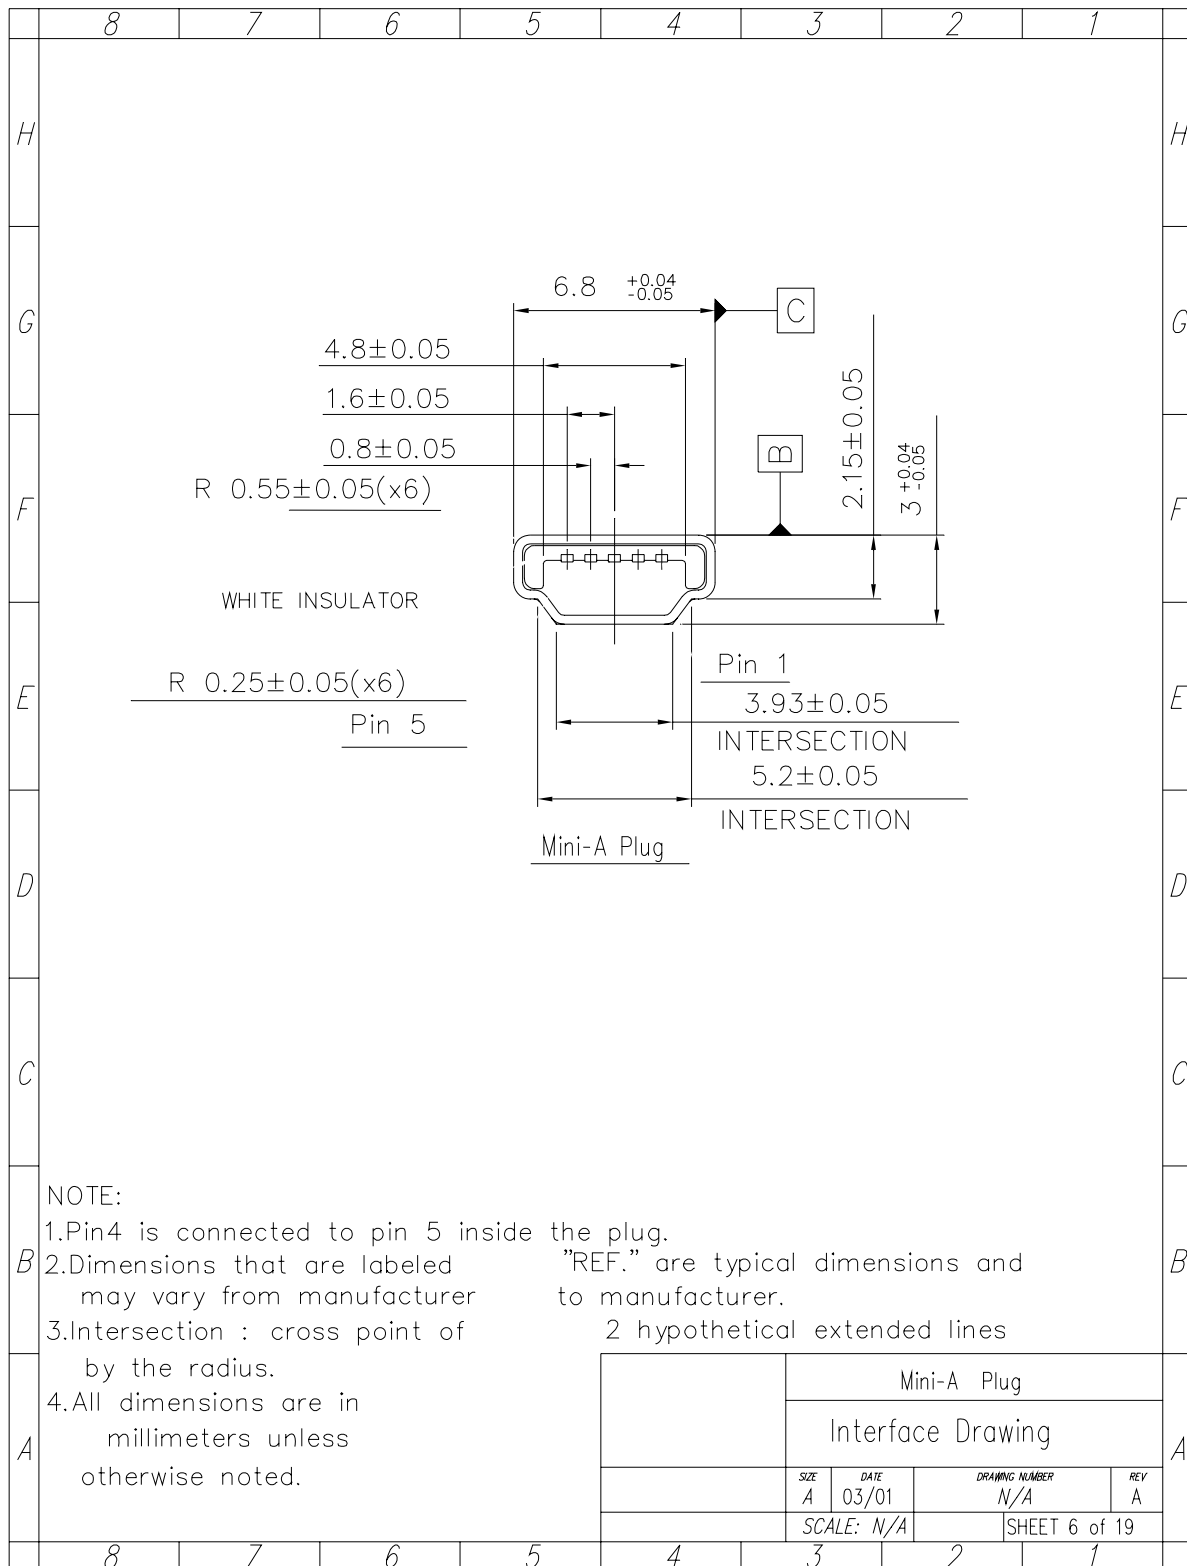 8 7 6 5 4 3 2 1
H H
G G
F F
E E
D D
C C
B B
A A
6.8 +0.04 -0.05
C
4.8±0.05
1.6±0.05
0.8±0.05
R 0.55±0.05(x6)
B
2.15±0.05
3 +0.04 -0.05
WHITE INSULATOR
R 0.25±0.05(x6)
Pin 5
Pin 1
3.93±0.05
INTERSECTION
5.2±0.05
INTERSECTION
Mini-A Plug
NOTE:
1.Pin4 is connected to pin 5 inside the plug.
2.Dimensions that are labeled "REF." are typical dimensions and
may vary from manufacturer to manufacturer.
3.Intersection : cross point of 2 hypothetical extended lines
by the radius.
4.All dimensions are in
millimeters unless
otherwise noted.
Mini-A Plug
Interface Drawing
SIZE DATE DRAWING NUMBER REV
A 03/01 N/A A
SCALE: N/A SHEET 6 of 19
8 7 6 5 4 3 2 1